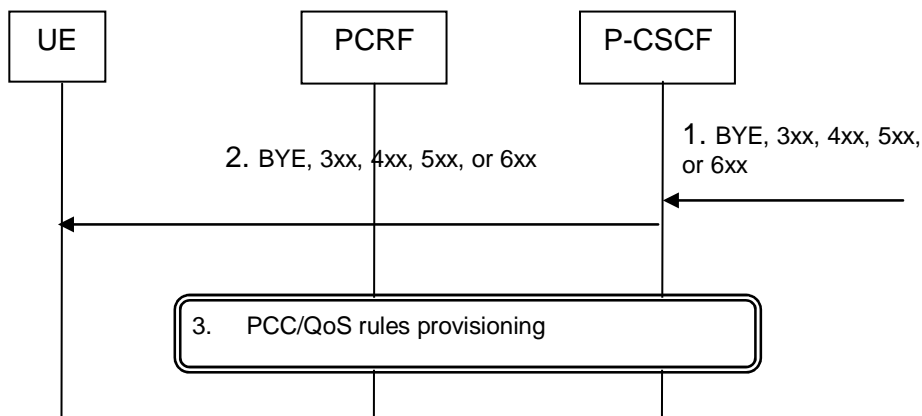 UE
PCRF
P-CSCF
1. BYE, 3xx, 4xx, 5xx,
or 6xx
2. BYE, 3xx, 4xx, 5xx, or 6xx
3. PCC/QoS rules provisioning